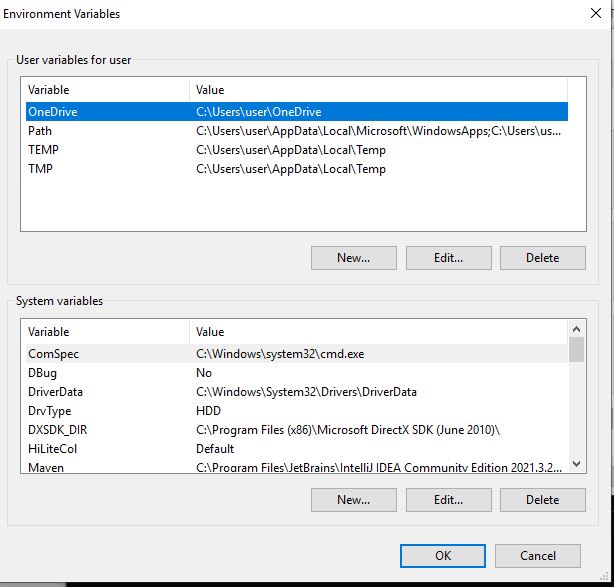 Environment Variables
User variables for user
Variable Value
OneDrive C:\Users\user\OneDrive
Path C:\Users\user\AppData\Local\Microsoft\WindowsApps;C:\Users\us...
TEMP C:\Users\user\AppData\Local\Temp
TMP C:\Users\user\AppData\Local\Temp
New... Edit... Delete
System variables
Variable Value
ComSpec C:\Windows\system32\cmd.exe
DBug No
DriverData C:\Windows\System32\Drivers\DriverData
DrvType HDD
DXSDK_DIR C:\Program Files (x86)\Microsoft DirectX SDK (June 2010)\
HiLiteCol Default
Maven C:\Program Files\JetBrains\IntelliJ IDEA Community Edition 2021.3.2...
New... Edit... Delete
OK Cancel